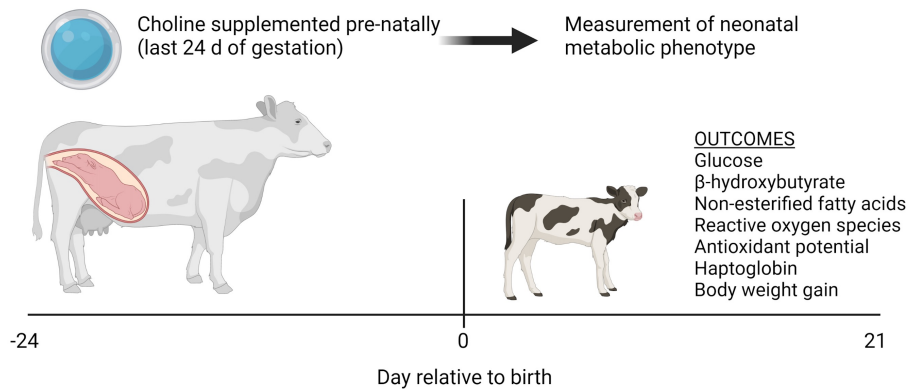 Choline supplemented pre-natally
(last 24 d of gestation)
Measurement of neonatal
metabolic phenotype
OUTCOMES
Glucose
β-hydroxybutyrate
Non-esterified fatty acids
Reactive oxygen species
Antioxidant potential
Haptoglobin
Body weight gain
-24
0
21
Day relative to birth